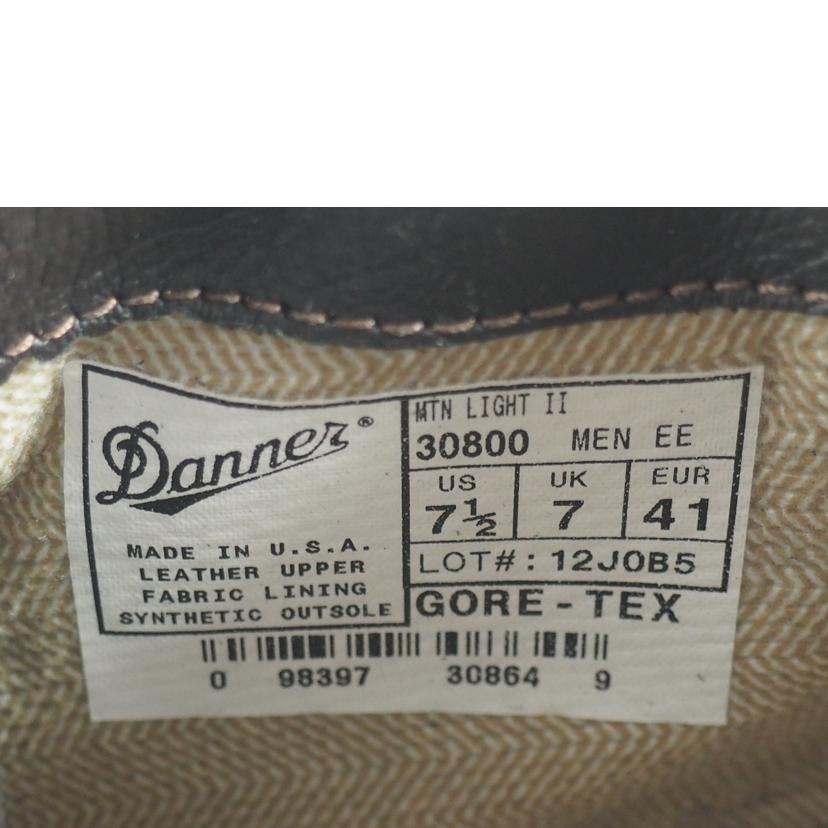 Danner®
MADE IN U.S.A.
LEATHER UPPER
FABRIC LINING
SYNTHETIC OUTSOLE
MTN LIGHT II
30800 MEN EE
US UK EUR
7½ 7 41
LOT#: 12J0B5
GORE-TEX
0 98397 30864 9